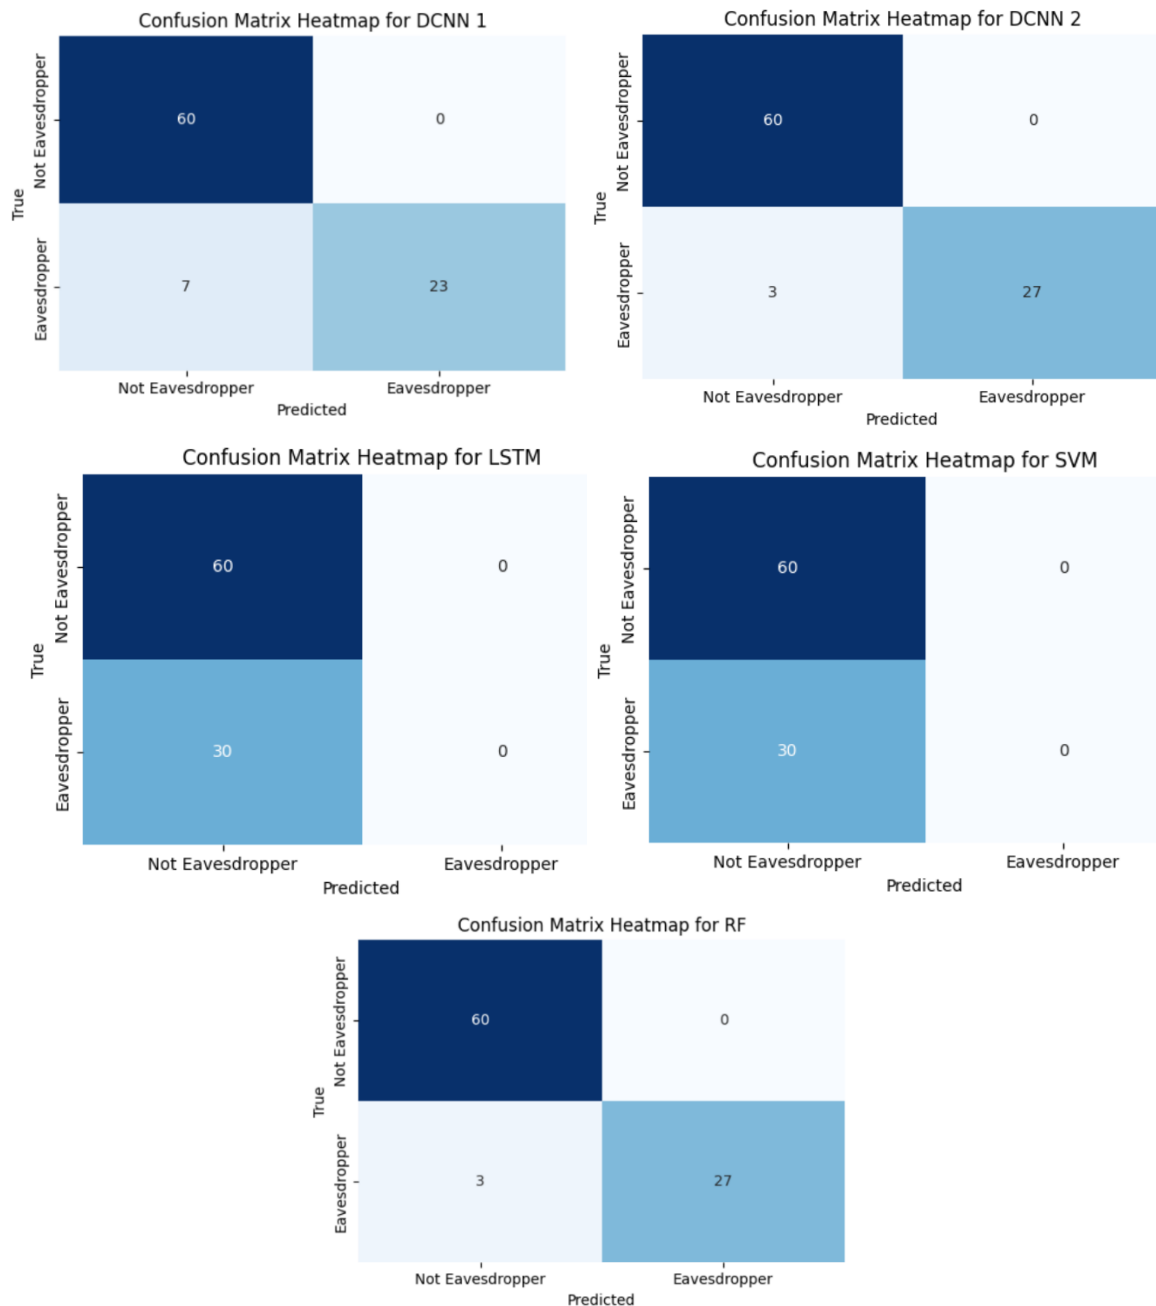 Confusion Matrix Heatmap for DCNN 1
True
Not Eavesdropper
60
0
Eavesdropper
7
23
Not Eavesdropper
Eavesdropper
Predicted
Confusion Matrix Heatmap for DCNN 2
True
Not Eavesdropper
60
0
Eavesdropper
3
27
Not Eavesdropper
Eavesdropper
Predicted
Confusion Matrix Heatmap for LSTM
True
Not Eavesdropper
60
0
Eavesdropper
30
0
Not Eavesdropper
Eavesdropper
Predicted
Confusion Matrix Heatmap for SVM
True
Not Eavesdropper
60
0
Eavesdropper
30
0
Not Eavesdropper
Eavesdropper
Predicted
Confusion Matrix Heatmap for RF
True
Not Eavesdropper
60
0
Eavesdropper
3
27
Not Eavesdropper
Eavesdropper
Predicted